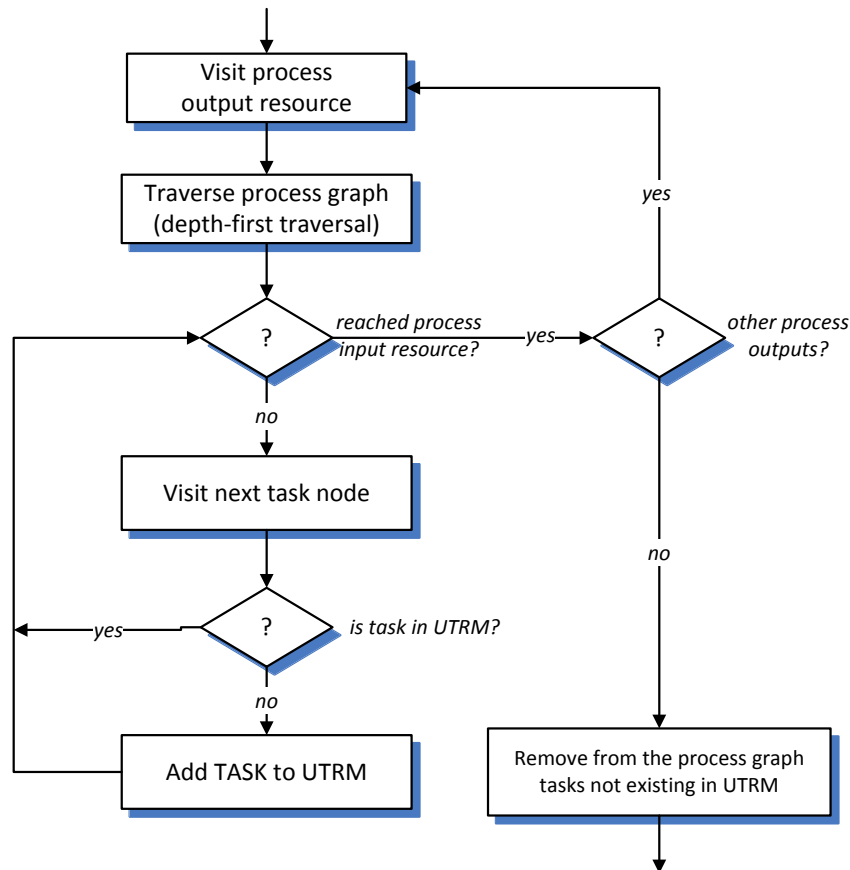 Visit process
output resource
Traverse process graph
(depth-first traversal)
yes
?
reached process
input resource?
yes
?
other process
outputs?
no
Visit next task node
no
?
is task in UTRM?
yes
no
Add TASK to UTRM
Remove from the process graph
tasks not existing in UTRM